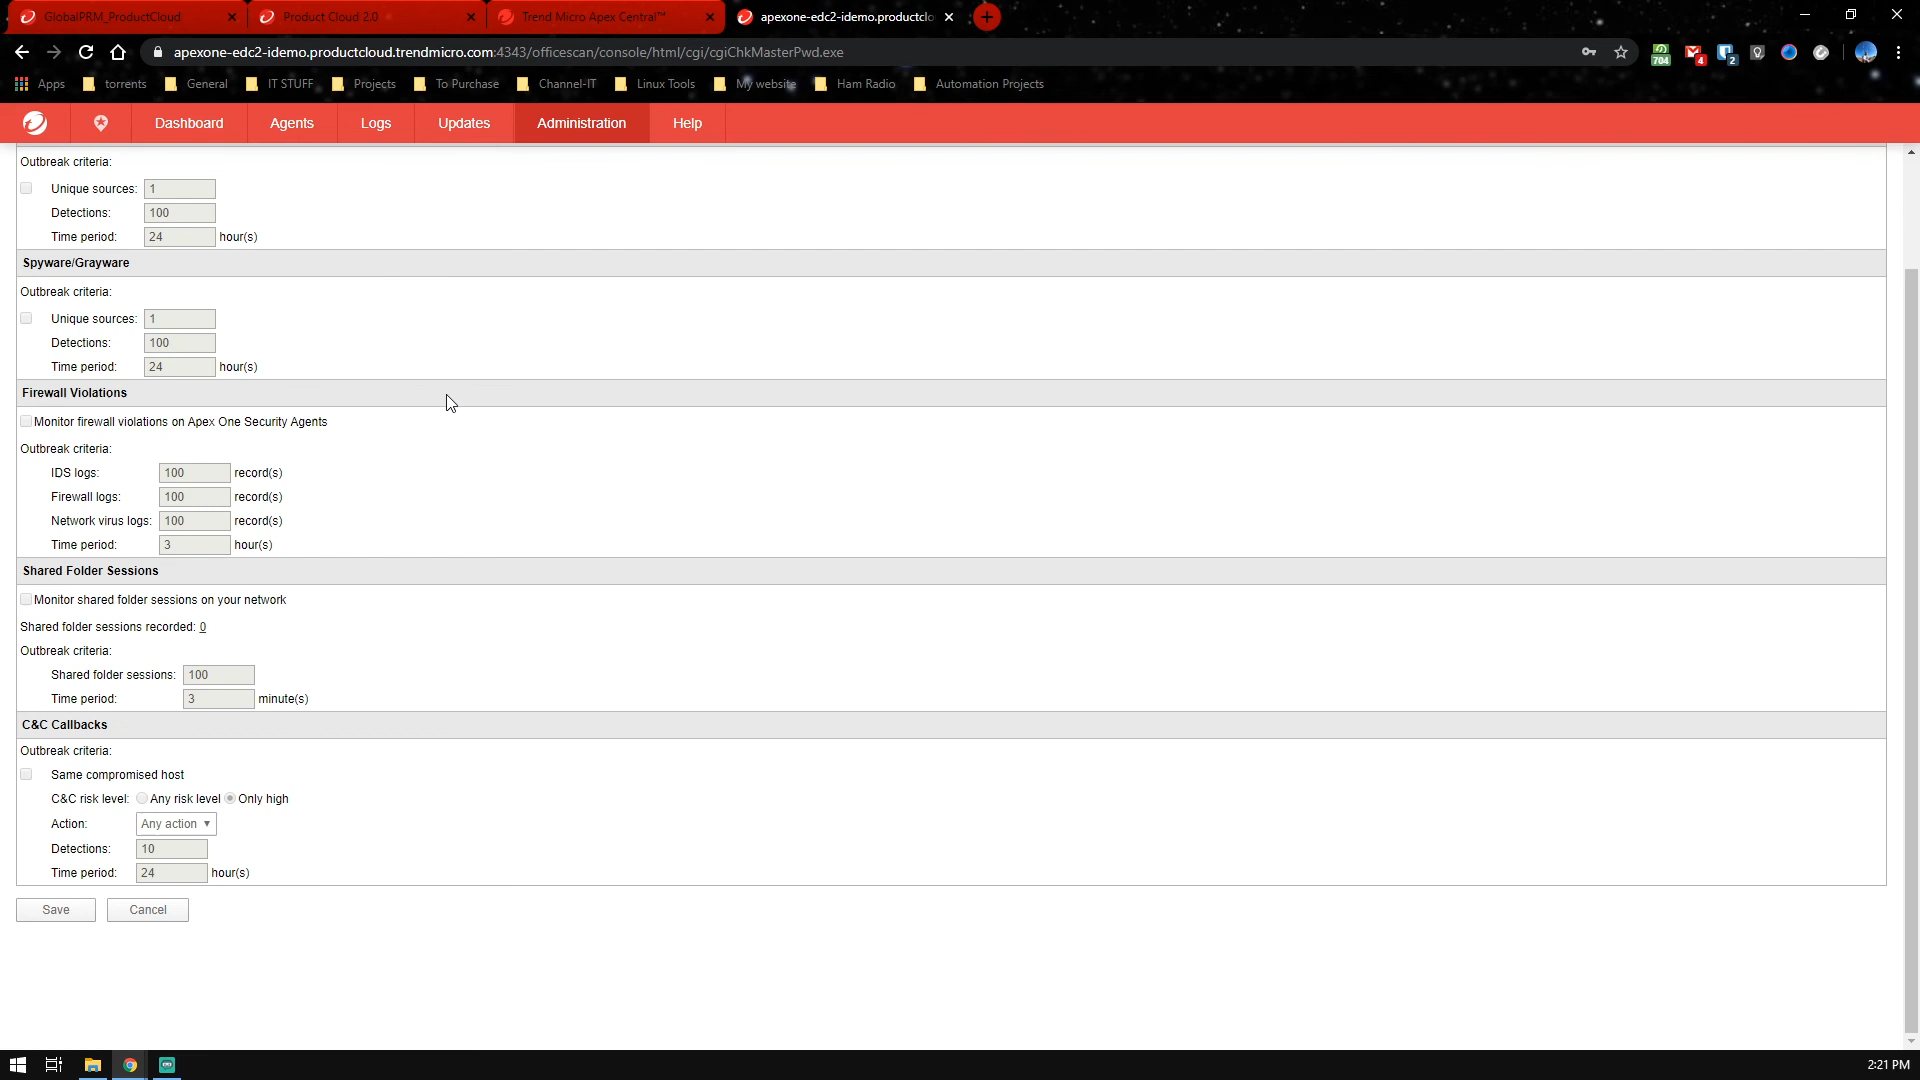 GlobalPRM_ProductCloud
Product Cloud 2.0
Trend Micro Apex Central™
apexone-edc2-idemo.productclo
apexone-edc2-idemo.productcloud.trendmicro.com:4343/officescan/console/html/cgi/cgiChkMasterPwd.exe
704
4
2
Apps
torrents
General
IT STUFF
Projects
To Purchase
Channel-IT
Linux Tools
My website
Ham Radio
Automation Projects
Dashboard
Agents
Logs
Updates
Administration
Help
Outbreak criteria:
Unique sources: 1
Detections: 100
Time period: 24 hour(s)
Spyware/Grayware
Outbreak criteria:
Unique sources: 1
Detections: 100
Time period: 24 hour(s)
Firewall Violations
Monitor firewall violations on Apex One Security Agents
Outbreak criteria:
IDS logs: 100 record(s)
Firewall logs: 100 record(s)
Network virus logs: 100 record(s)
Time period: 3 hour(s)
Shared Folder Sessions
Monitor shared folder sessions on your network
Shared folder sessions recorded: 0
Outbreak criteria:
Shared folder sessions: 100
Time period: 3 minute(s)
C&C Callbacks
Outbreak criteria:
Same compromised host
C&C risk level: Any risk level Only high
Action: Any action
Detections: 10
Time period: 24 hour(s)
Save
Cancel
2:21 PM